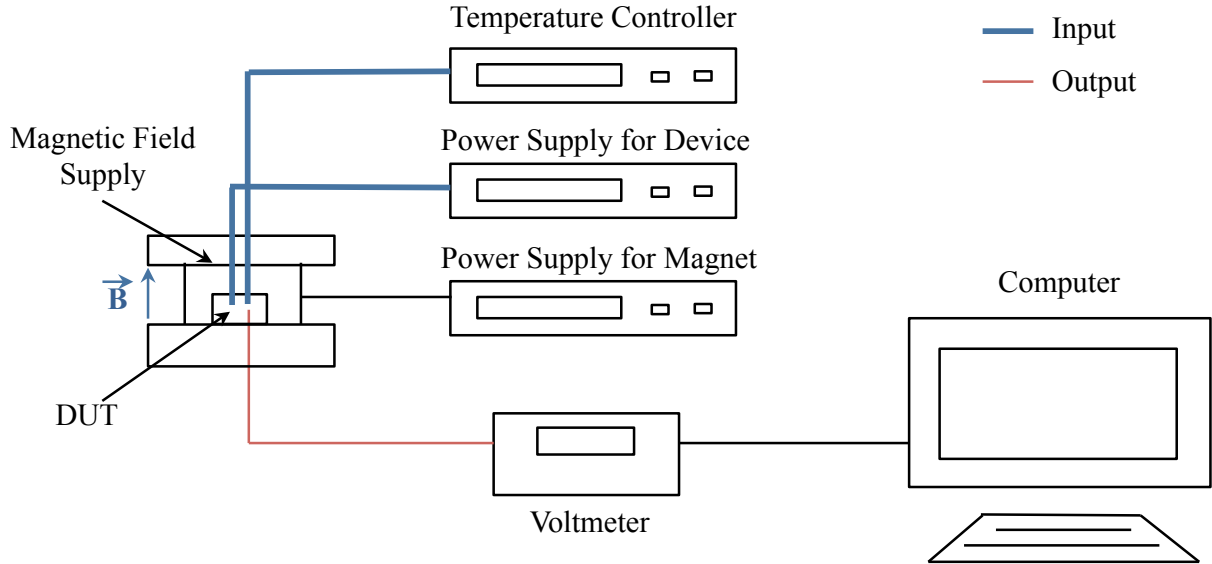 Temperature Controller
Input
Output
Magnetic Field
Supply
Power Supply for Device
Power Supply for Magnet
B
Computer
DUT
Voltmeter